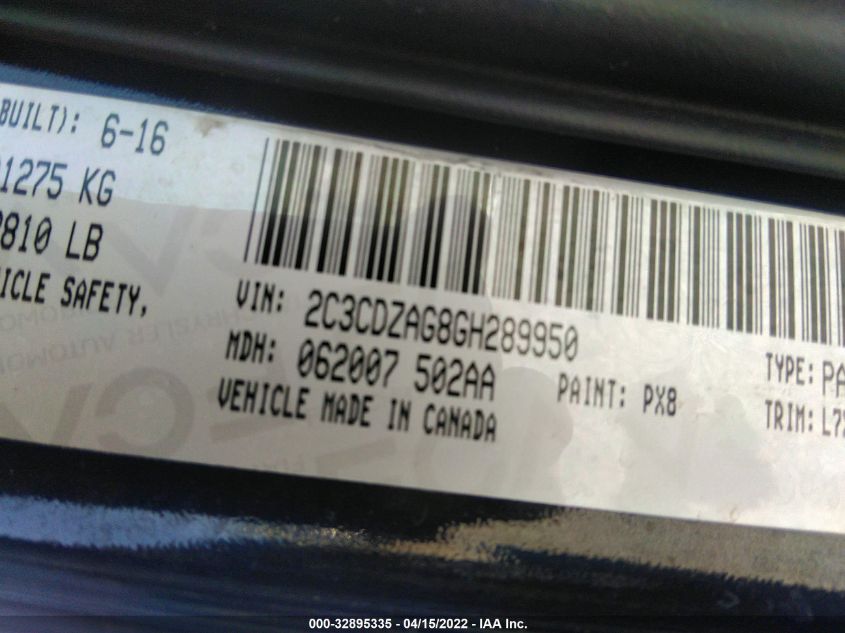 BUILT): 6-16
1275 KG
810 LB
ICLE SAFETY,
VIN: 2C3CDZAG8GH289950
MDH: 062007 502AA
VEHICLE MADE IN CANADA
PAINT: PX8
TYPE: PA
TRIM: L7
000-32895335 - 04/15/2022 - IAA Inc.